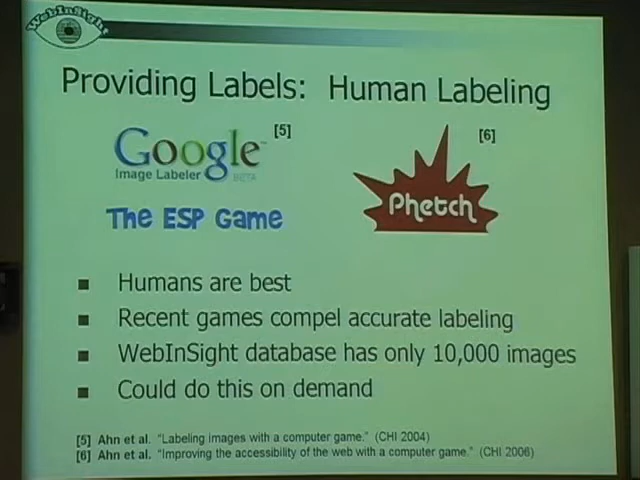 WebInSight
Providing Labels: Human Labeling
Google™ [5]
Image Labeler BETA
The ESP Game
[6]
Phetch
Humans are best
Recent games compel accurate labeling
WebInSight database has only 10,000 images
Could do this on demand
[5] Ahn et al. "Labeling images with a computer game." (CHI 2004)
[6] Ahn et al. "Improving the accessibility of the web with a computer game." (CHI 2006)